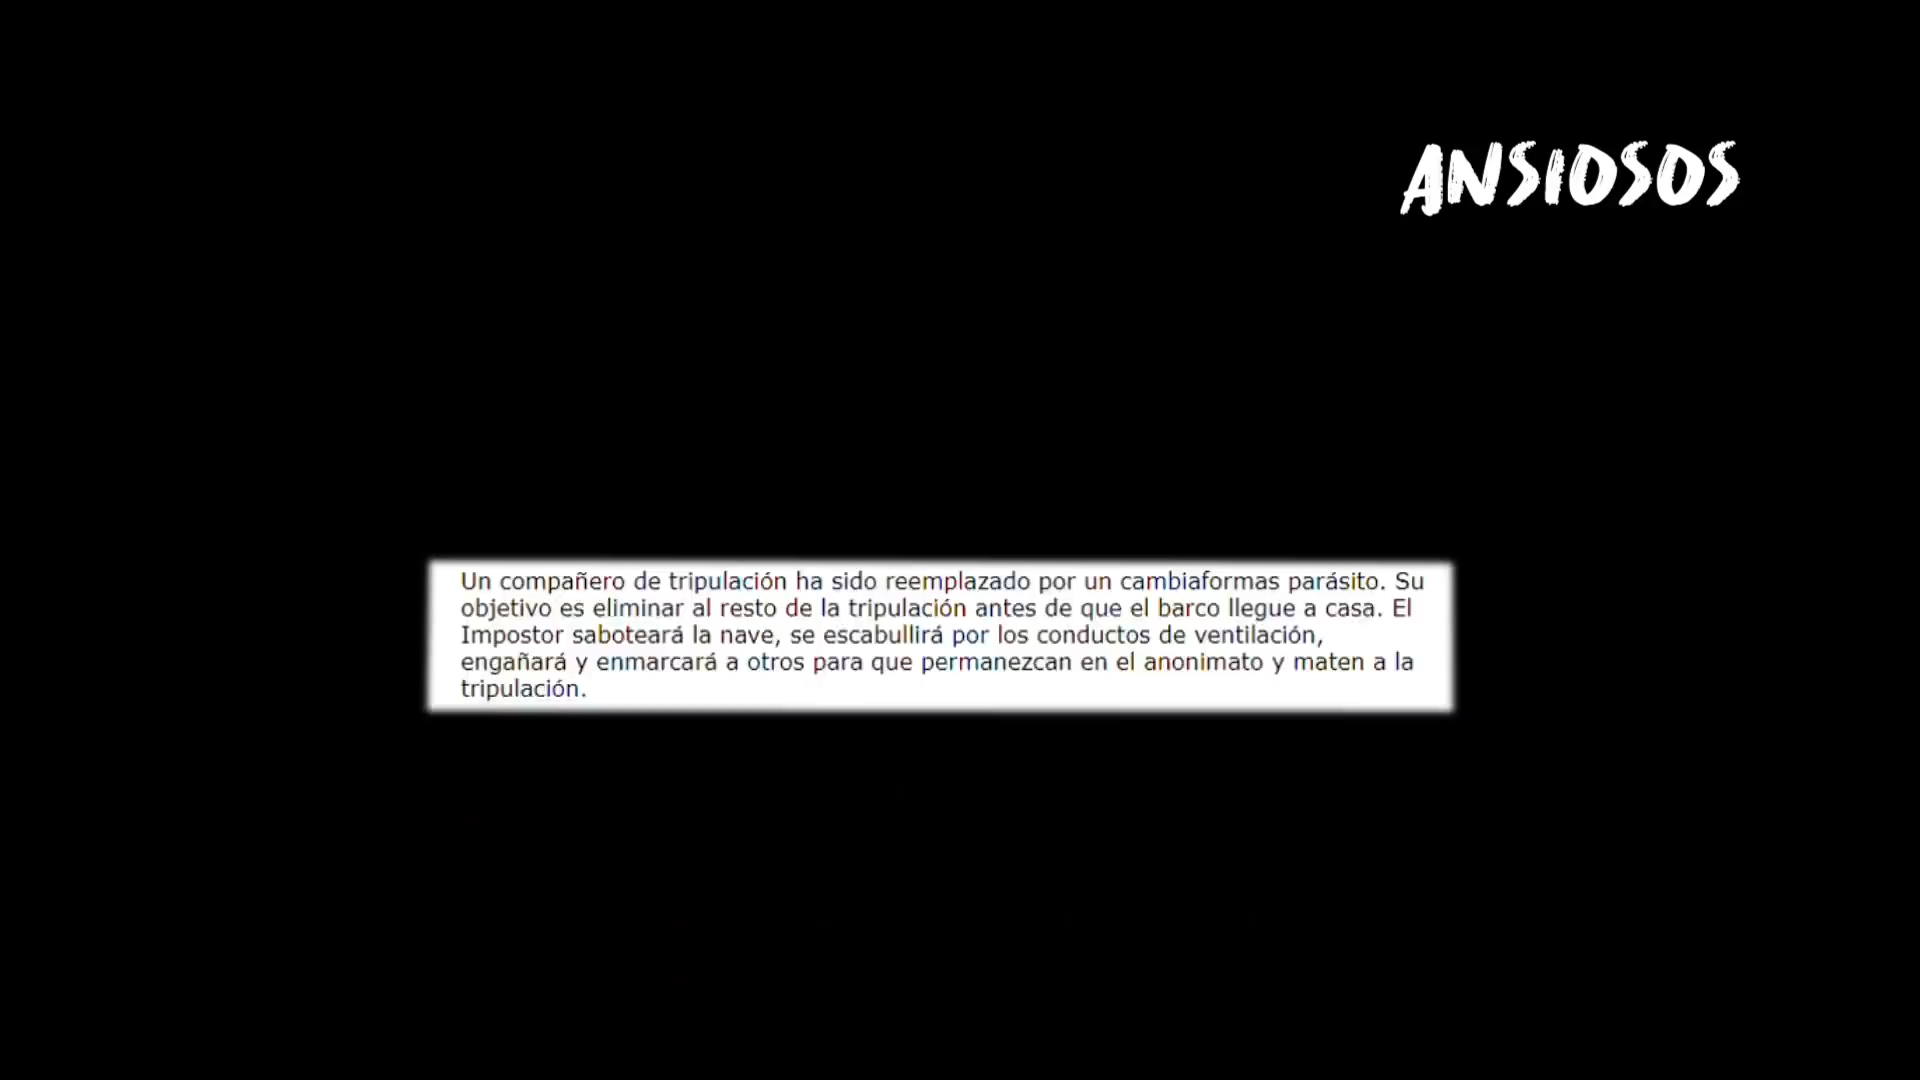 ANSIOSOS
Un compañero de tripulación ha sido reemplazado por un cambiaformas parásito. Su
objetivo es eliminar al resto de la tripulación antes de que el barco llegue a casa. El
Impostor saboteará la nave, se escabullirá por los conductos de ventilación,
engañará y enmarcará a otros para que permanezcan en el anonimato y maten a la
tripulación.